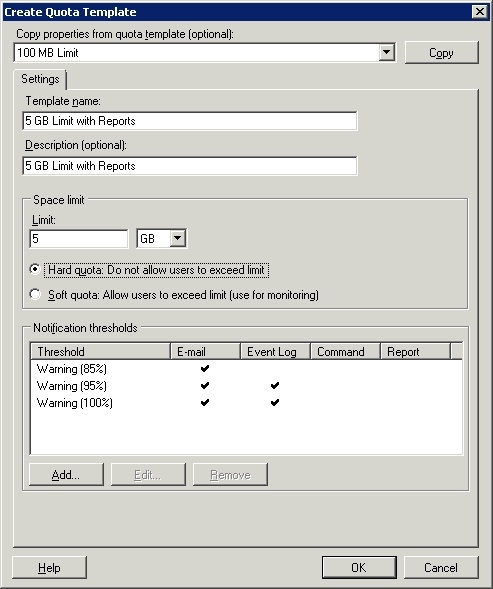 Create Quota Template
Copy properties from quota template (optional):
100 MB Limit
Copy
Settings
Template name:
5 GB Limit with Reports
Description (optional):
5 GB Limit with Reports
Space limit
Limit:
5 GB
Hard quota: Do not allow users to exceed limit
Soft quota: Allow users to exceed limit (use for monitoring)
Notification thresholds
Threshold E-mail Event Log Command Report
Warning (85%)
Warning (95%)
Warning (100%)
Add... Edit... Remove
Help OK Cancel